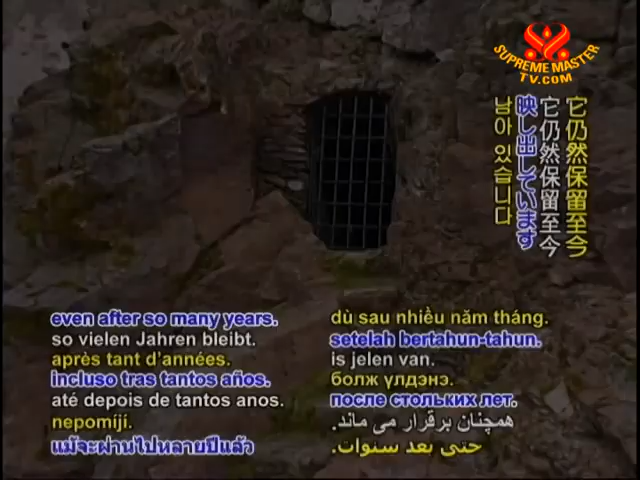 SUPREME MASTER
TV.COM
它仍然保留至今
它仍然保留至今
映し出しています
남아 있습니다
even after so many years.
so vielen Jahren bleibt.
après tant d'années.
incluso tras tantos años.
até depois de tantos anos.
nepomíjí.
แม้จะผ่านไปหลายปีแล้ว
dù sau nhiều năm tháng.
setelah bertahun-tahun.
is jelen van.
болж үлдэнэ.
после стольких лет.
همچنان برقرار می ماند.
حتى بعد سنوات.